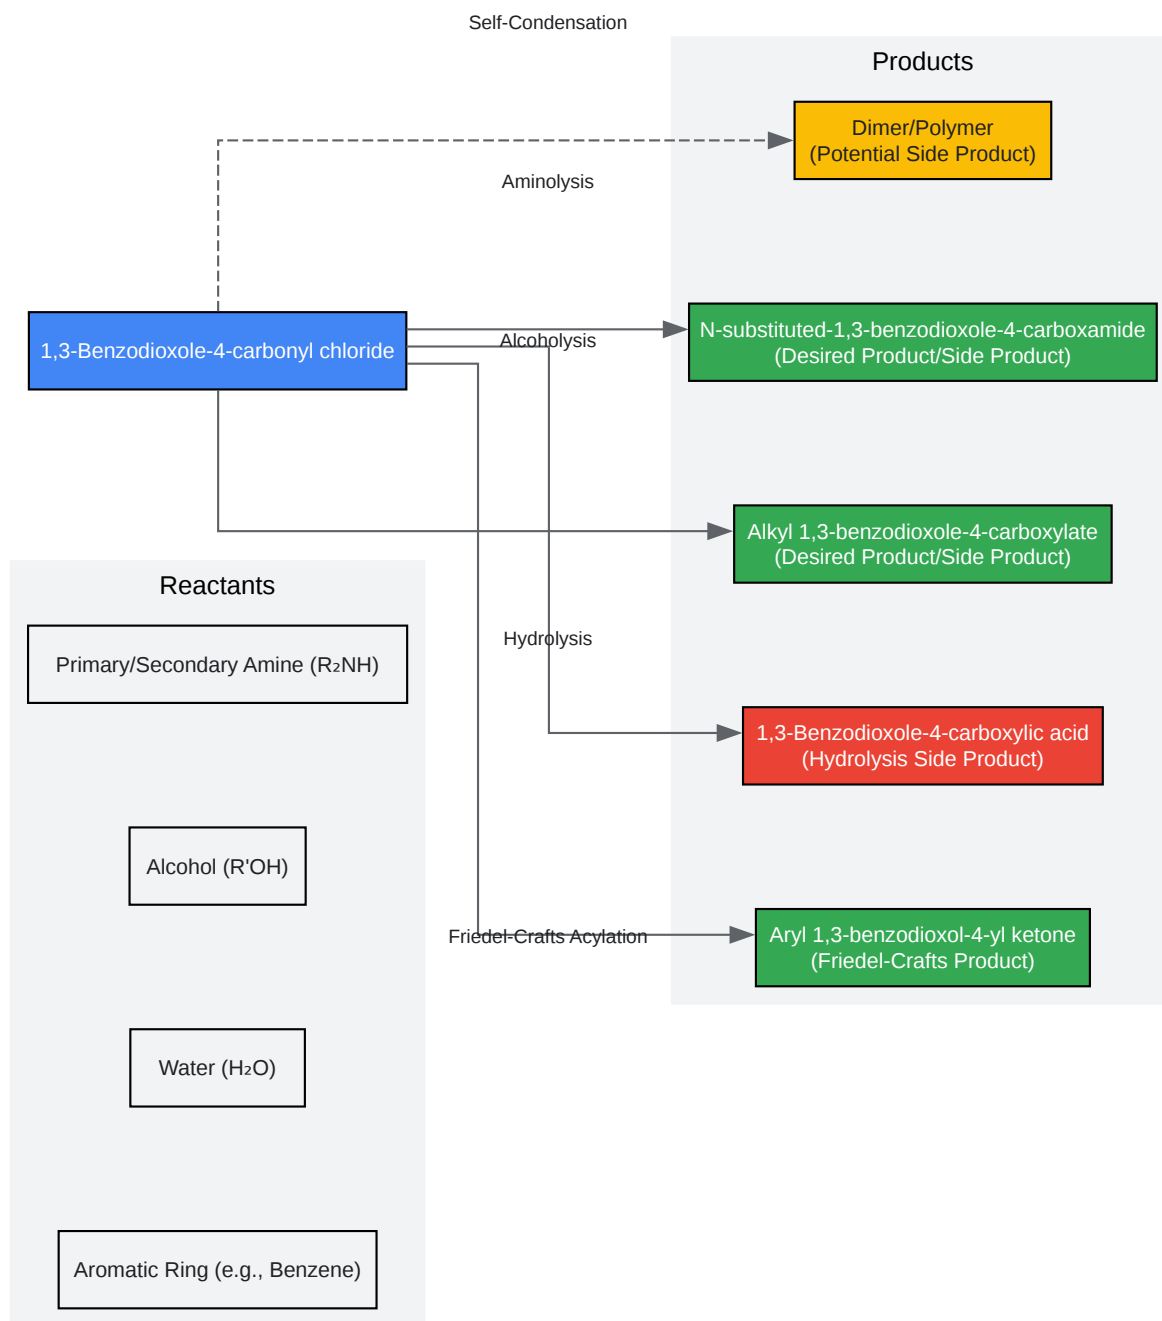 Self-Condensation
Products
Dimer/Polymer
(Potential Side Product)
Aminolysis
1,3-Benzodioxole-4-carbonyl chloride
Alcoholysis
N-substituted-1,3-benzodioxole-4-carboxamide
(Desired Product/Side Product)
Alkyl 1,3-benzodioxole-4-carboxylate
(Desired Product/Side Product)
Reactants
Primary/Secondary Amine (R₂NH)
Hydrolysis
1,3-Benzodioxole-4-carboxylic acid
(Hydrolysis Side Product)
Alcohol (R'OH)
Friedel-Crafts Acylation
Aryl 1,3-benzodioxol-4-yl ketone
(Friedel-Crafts Product)
Water (H₂O)
Aromatic Ring (e.g., Benzene)